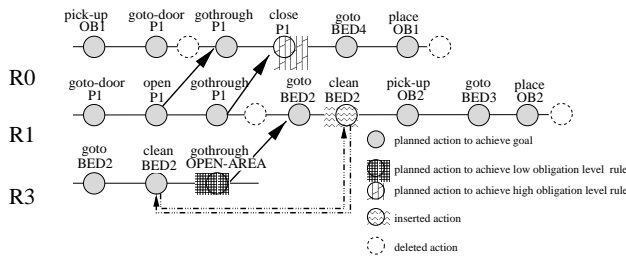 pick-up goto-door gothrough close goto place
OB1 P1 P1 P1 BED4 OB1
R0
goto-door open gothrough goto clean pick-up goto place
P1 P1 P1 BED2 BED2 OB2 BED3 OB2
R1
goto clean gothrough
BED2 BED2 OPEN-AREA
R3
planned action to achieve goal
planned action to achieve low obligation level rule
planned action to achieve high obligation level rule
inserted action
deleted action